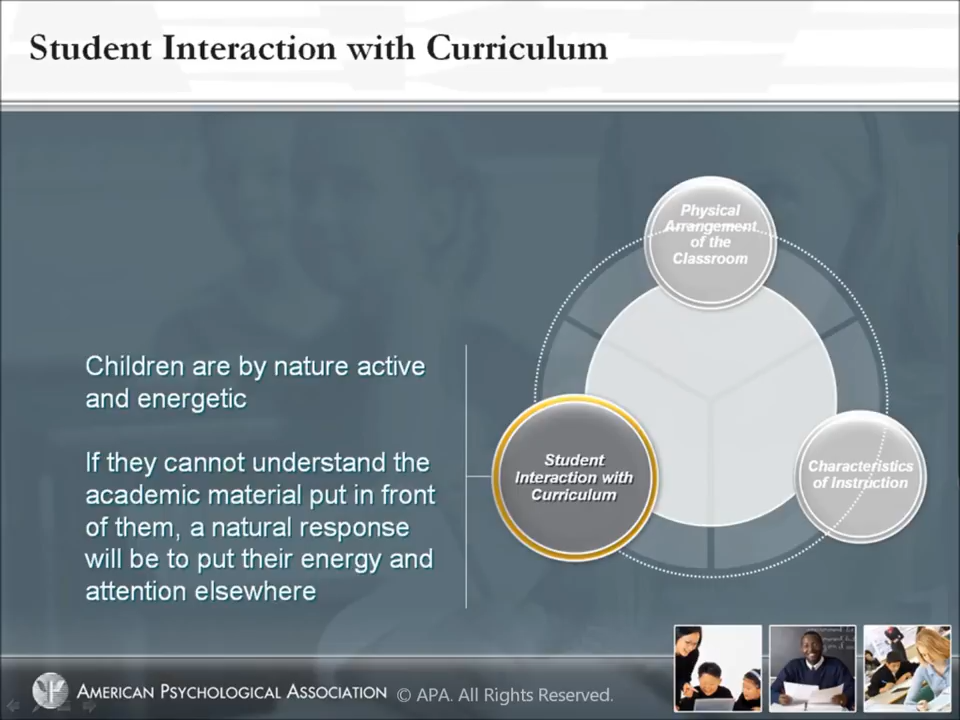 Student Interaction with Curriculum
Physical
Arrangement
of the
Classroom
Children are by nature active
and energetic
If they cannot understand the
academic material put in front
of them, a natural response
will be to put their energy and
attention elsewhere
Student
Interaction with
Curriculum
Characteristics
of Instruction
AMERICAN PSYCHOLOGICAL ASSOCIATION © APA. All Rights Reserved.